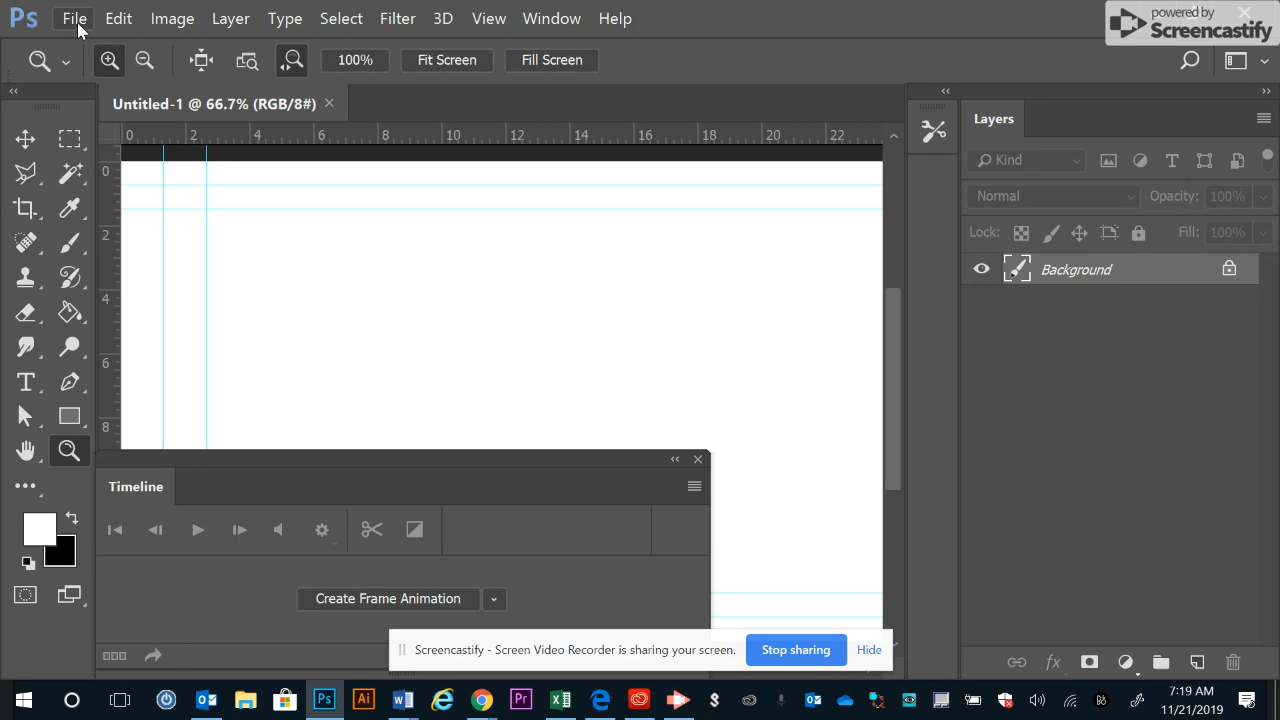 Ps File Edit Image Layer Type Select Filter 3D View Window Help
powered by
Screencastify
100% Fit Screen Fill Screen
Untitled-1 @ 66.7% (RGB/8#) ×
0 2 4 6 8 10 12 14 16 18 20 22
0
2
4
6
8
Layers
Kind
Normal Opacity: 100%
Lock: Fill: 100%
Background
T
Timeline
Create Frame Animation
Screencastify - Screen Video Recorder is sharing your screen. Stop sharing Hide
Ps Ai Pr
7:19 AM
11/21/2019